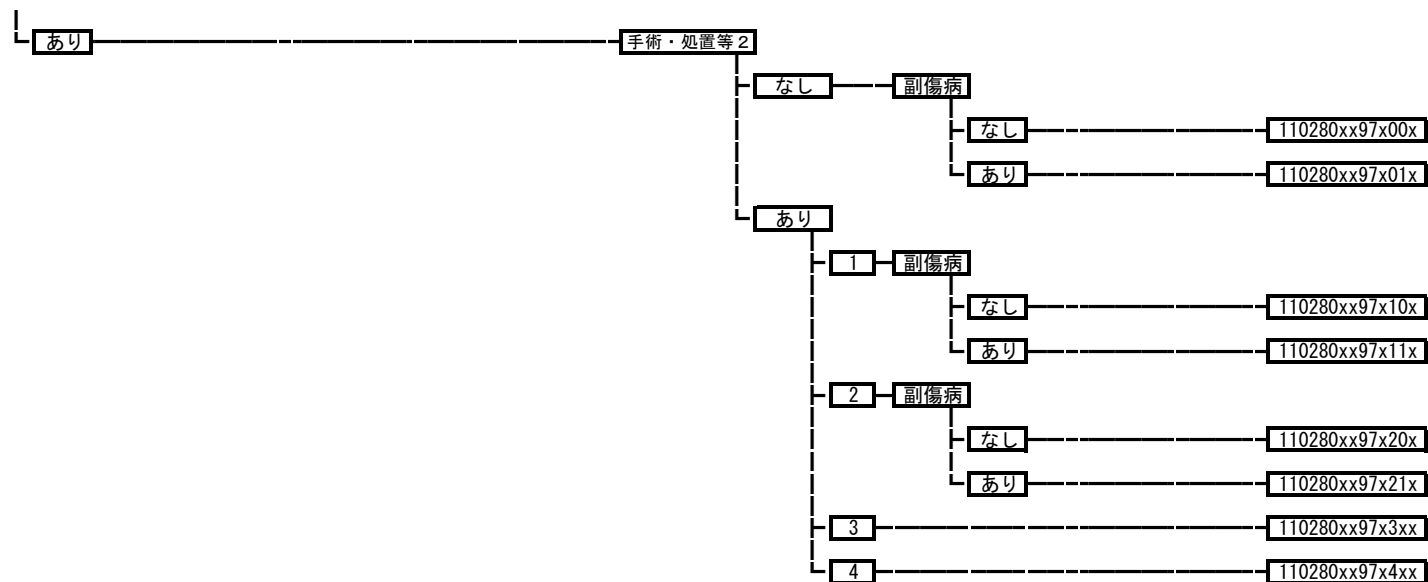 あり 手術・処置等２
なし 副傷病
なし 110280xx97x00x
あり 110280xx97x01x
あり
1 副傷病
なし 110280xx97x10x
あり 110280xx97x11x
2 副傷病
なし 110280xx97x20x
あり 110280xx97x21x
3 110280xx97x3xx
4 110280xx97x4xx